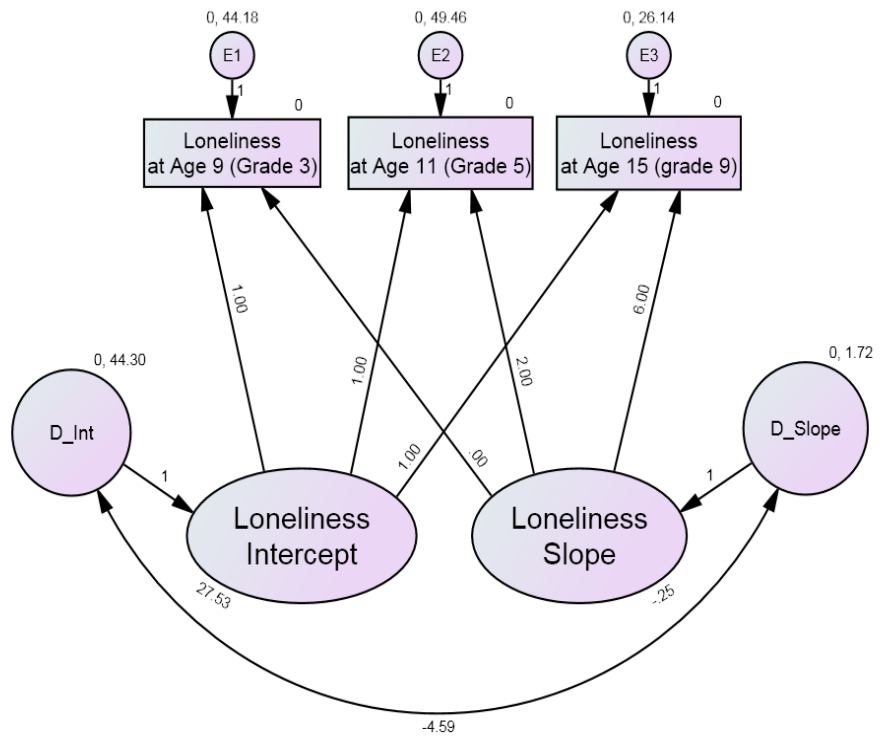 0, 44.18
0, 49.46
0, 26.14
E1
E2
E3
1
1
1
0
0
0
Loneliness
at Age 9 (Grade 3)
Loneliness
at Age 11 (Grade 5)
Loneliness
at Age 15 (grade 9)
1.00
1.00
1.00
.00
2.00
6.00
0, 44.30
D_Int
1
0, 1.72
D_Slope
1
Loneliness
Intercept
27.53
Loneliness
Slope
-.25
-4.59